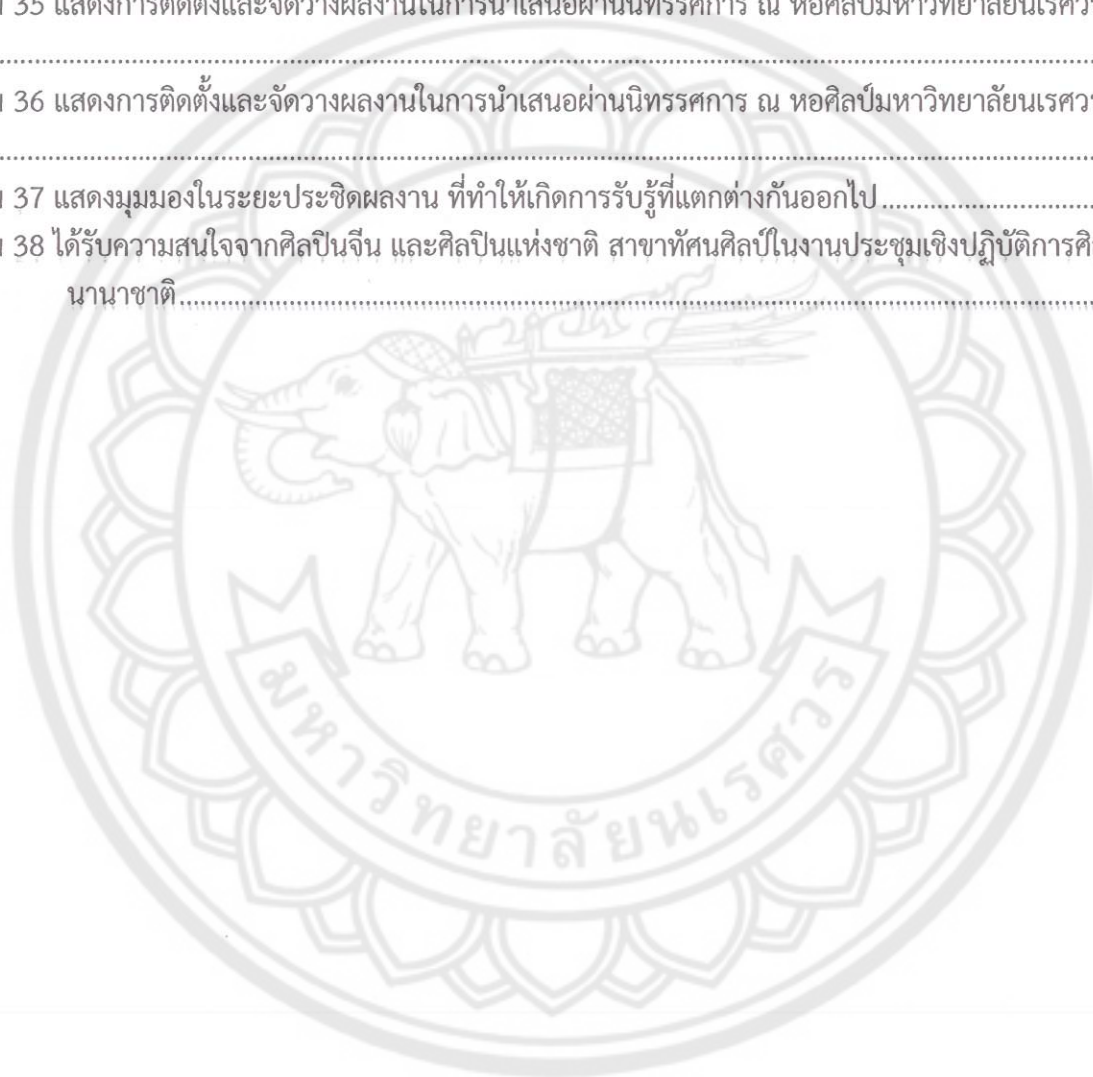 35 แสดงการติดตั้งและจัดวางผลงานในการนำเสนอผ่านนิทรรศการ ณ หอศิลป์มหาวิทยาลัยนเรศวร
36 แสดงการติดตั้งและจัดวางผลงานในการนำเสนอผ่านนิทรรศการ ณ หอศิลป์มหาวิทยาลัยนเรศวร
37 แสดงมุมมองในระยะประชิดผลงาน ที่ทำให้เกิดการรับรู้ที่แตกต่างกันออกไป
38 ได้รับความสนใจจากศิลปินจีน และศิลปินแห่งชาติ สาขาทัศนศิลป์ในงานประชุมเชิงปฏิบัติการ
นานาชาติ
มหาวิทยาลัยนเรศวร